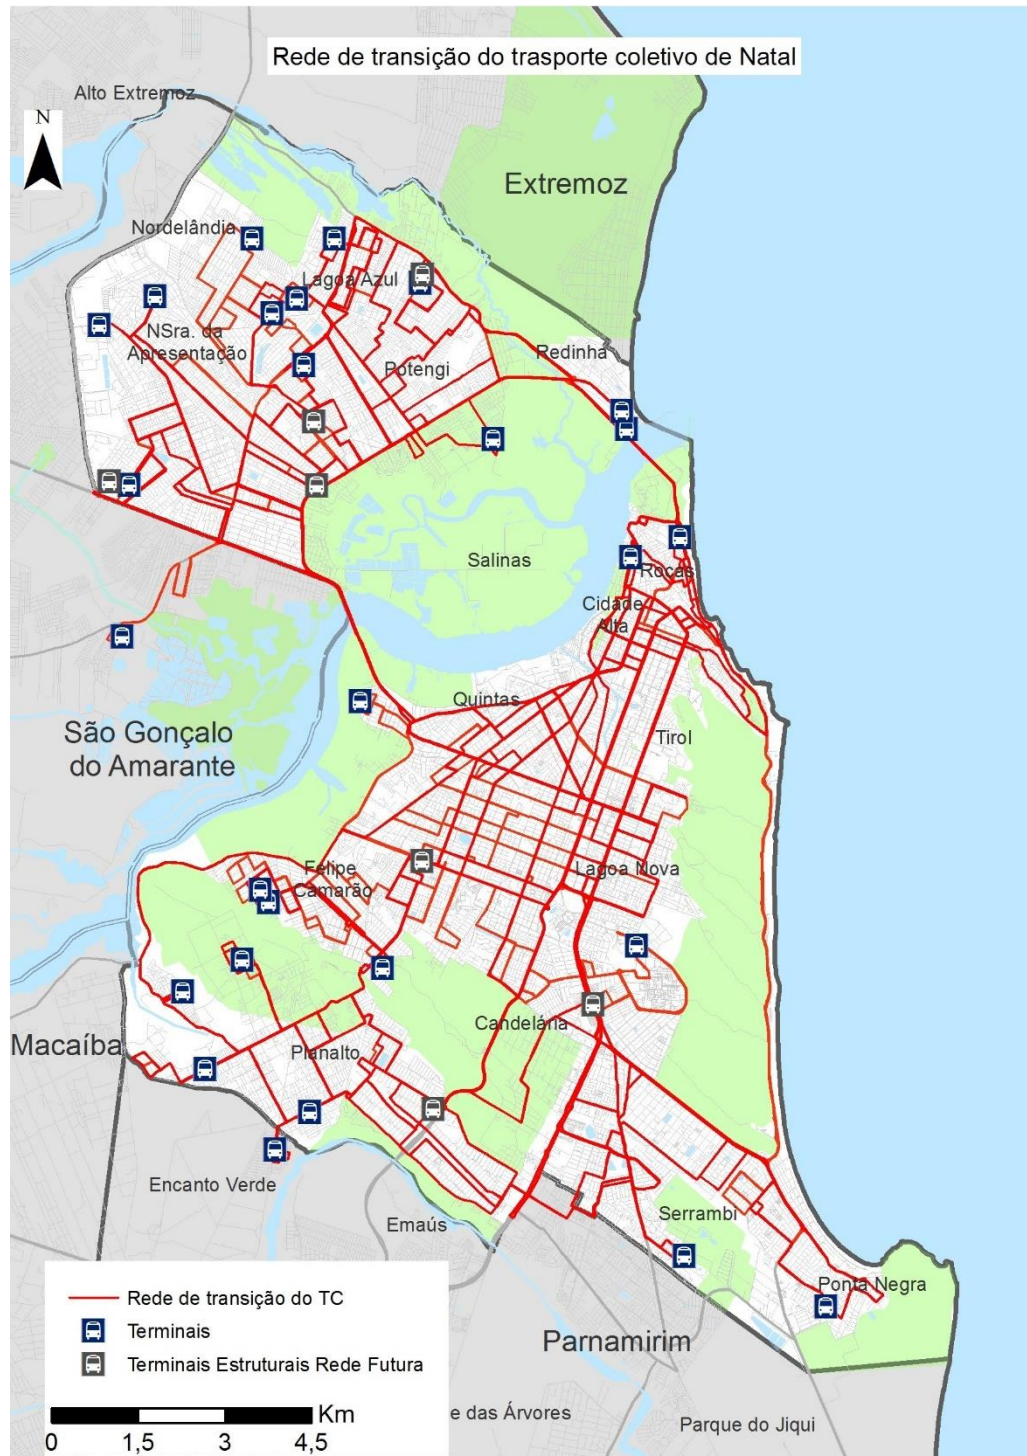 Rede de transição do trasporte coletivo de Natal
Alto Extremoz
N
Extremoz
Nordelândia
Lagoa Azul
NSra. da
Apresentação
Redinha
Potengi
Salinas
Rocas
Cidade
Alta
Quintas
São Gonçalo
do Amarante
Tirol
Felipe
Camarão
Lagoa Nova
Candelária
Macaíba
Planalto
Encanto Verde
Emaús
Serrambi
Ponta Negra
Parnamirim
Rede de transição do TC
Terminais
Terminais Estruturais Rede Futura
Km
0 1,5 3 4,5
e das Árvores
Parque do Jiqui